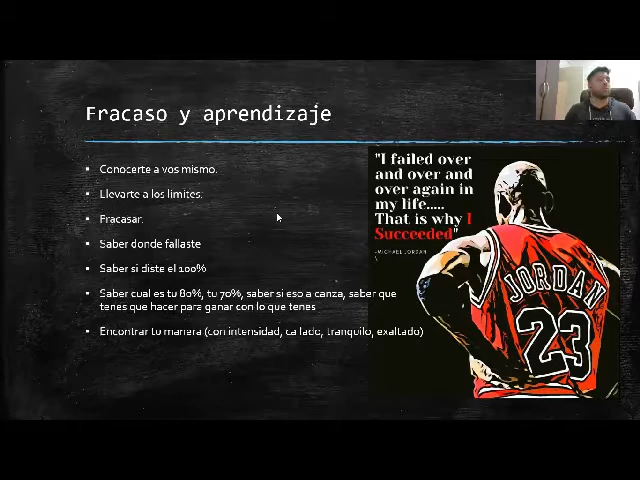 Fracaso y aprendizaje
Conocerte a vos mismo.
Llevarte a los limites.
Fracasar.
Saber donde fallaste
Saber si diste el 100%
Saber cual es tu 80%, tu 70%, saber si eso a canza, saber que
tenes que hacer para ganar con lo que tenes
Encontrar tu manera (con intensidad, ca lado, tranquilo, exaltado)
"I failed over
and over and
over again in
my life.....
That is why I
Succeeded"
-MICHAEL JORDAN
JORDAN
23